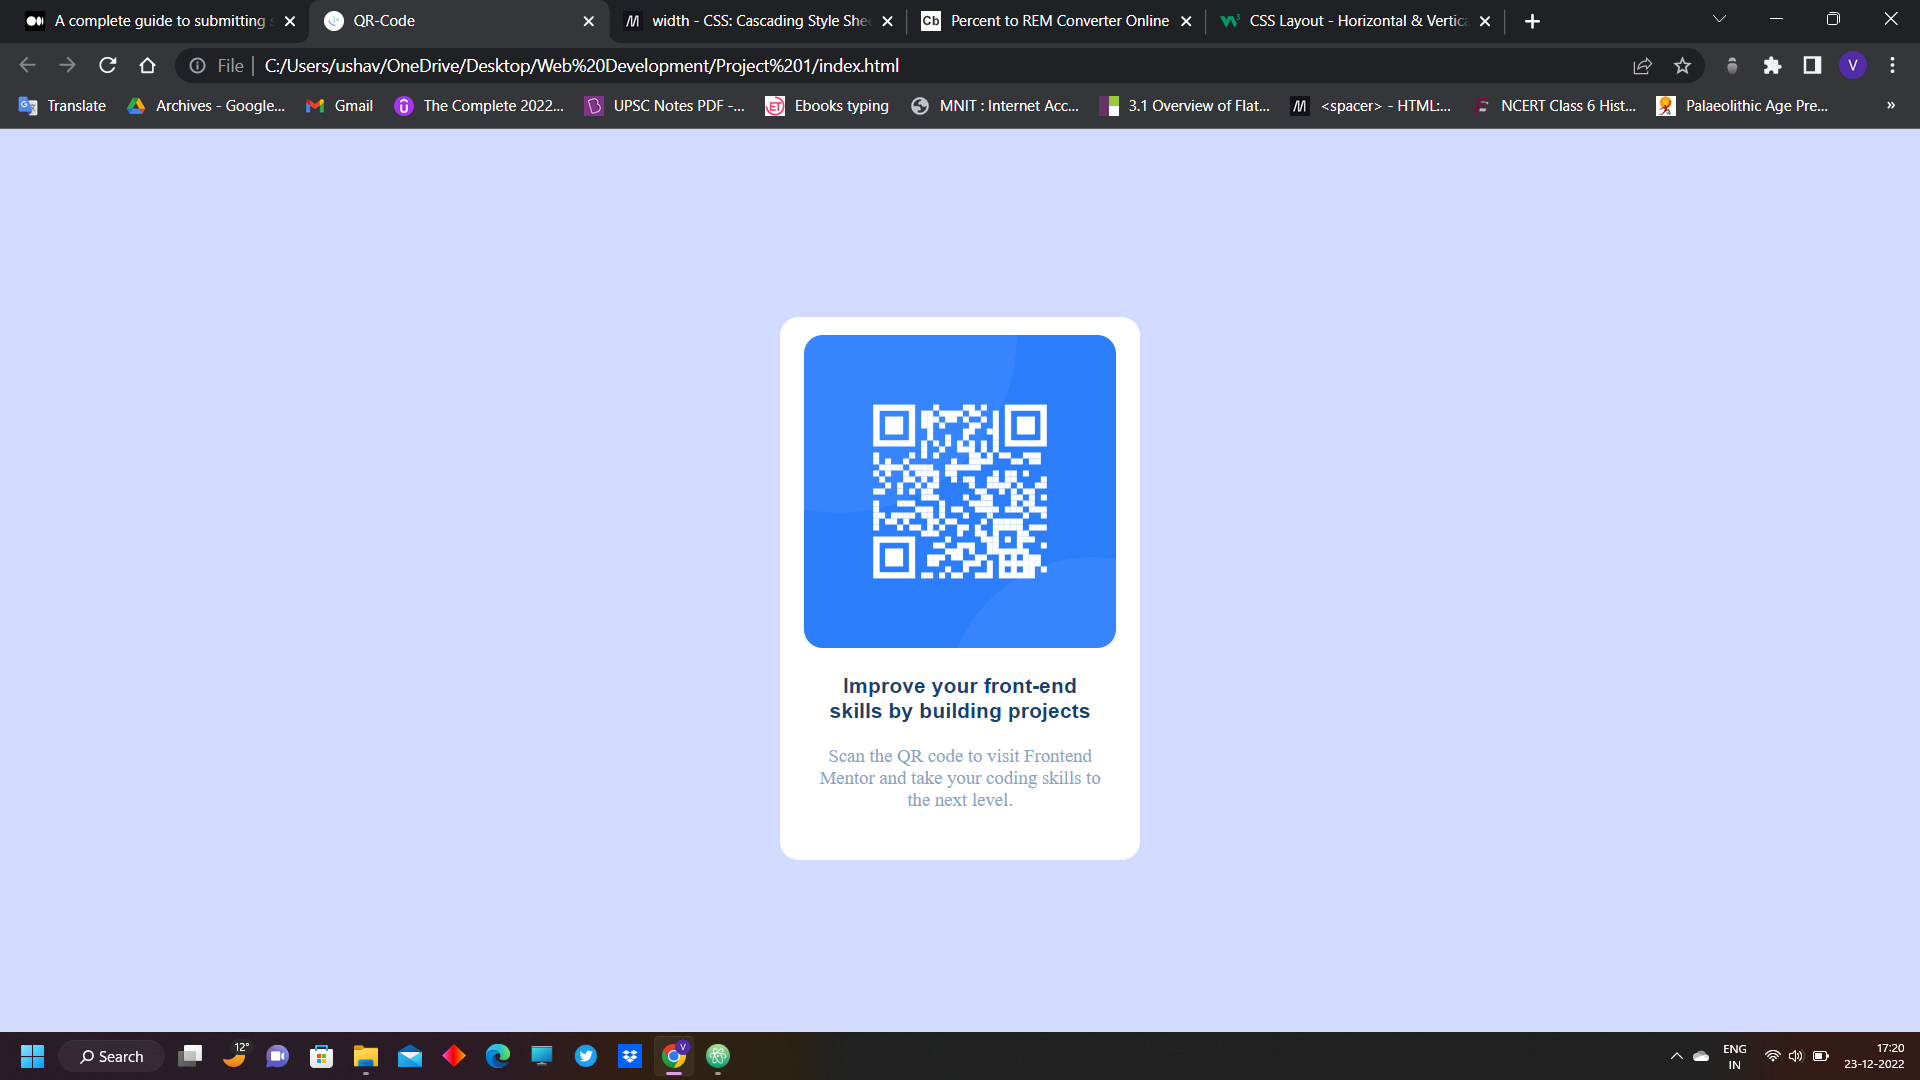 A complete guide to submitting
QR-Code
width - CSS: Cascading Style Shee
Percent to REM Converter Online
CSS Layout - Horizontal & Vertica
File
C:/Users/ushav/OneDrive/Desktop/Web%20Development/Project%201/index.html
V
Translate
Archives - Google...
Gmail
The Complete 2022...
UPSC Notes PDF -...
Ebooks typing
MNIT : Internet Acc...
3.1 Overview of Flat...
<spacer> - HTML:...
NCERT Class 6 Hist...
Palaeolithic Age Pre...
»
Improve your front-end
skills by building projects
Scan the QR code to visit Frontend
Mentor and take your coding skills to
the next level.
Search
12°
ENG
IN
17:20
23-12-2022